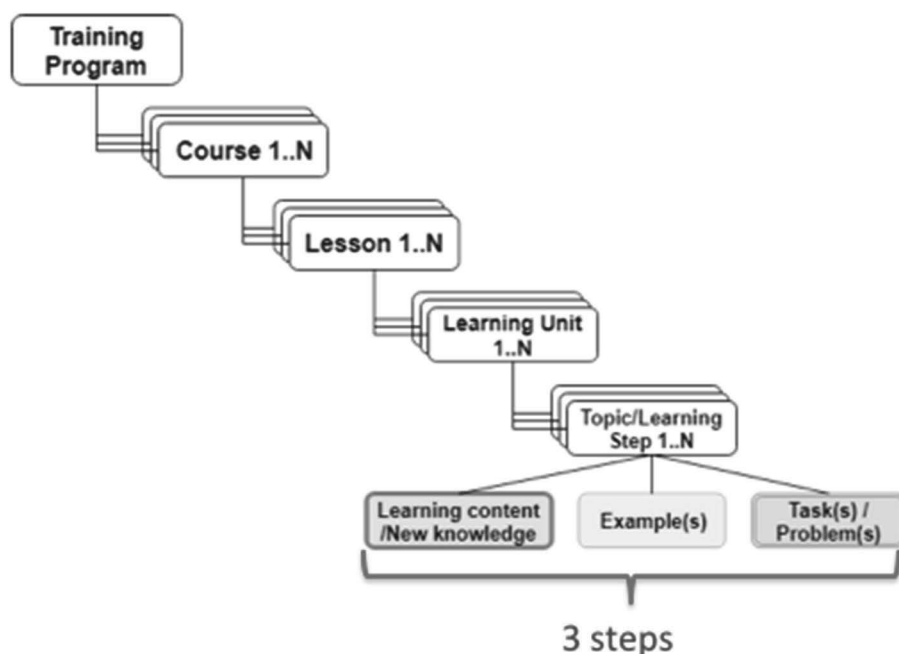 Training
Program
Course 1..N
Lesson 1..N
Learning Unit
1..N
Topic/Learning
Step 1..N
Learning content
/New knowledge
Example(s)
Task(s) /
Problem(s)
3 steps